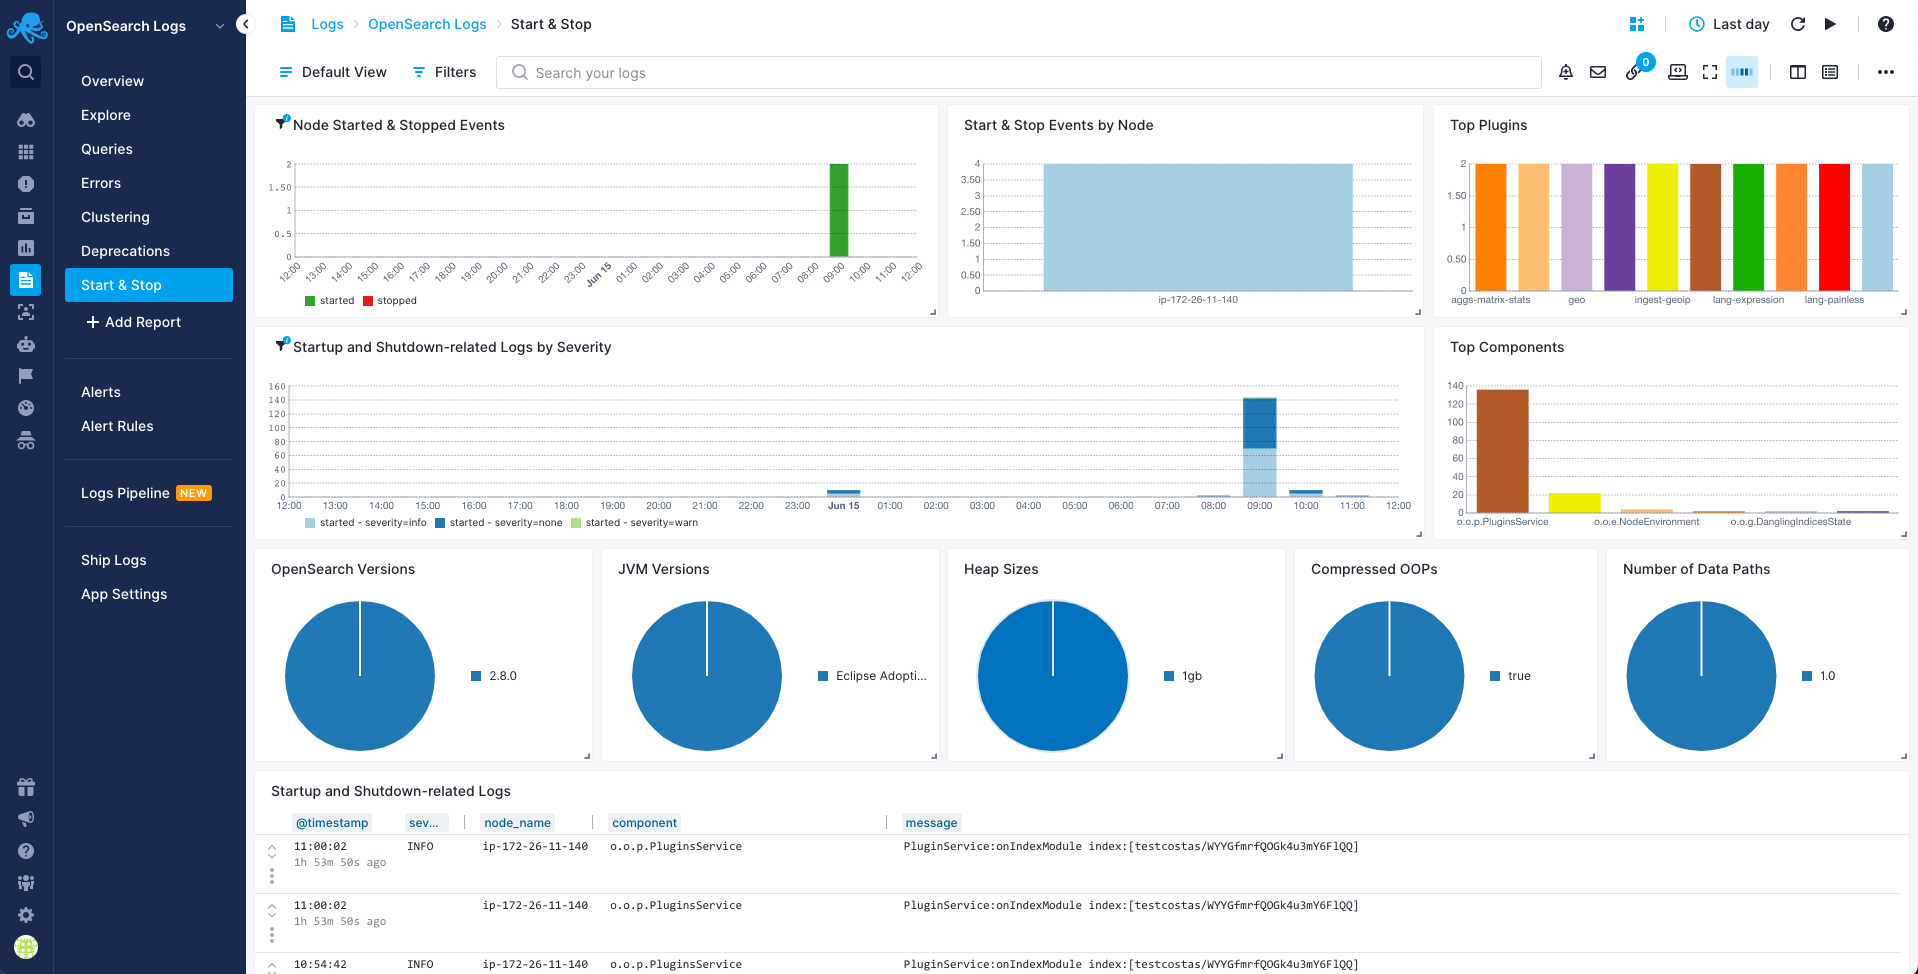 OpenSearch Logs
Overview
Explore
Queries
Errors
Clustering
Deprecations
Start & Stop
Add Report
Alerts
Alert Rules
Logs Pipeline NEW
Ship Logs
App Settings
Logs OpenSearch Logs Start & Stop
Last day
Default View Filters Search your logs
0
Node Started & Stopped Events
2
1.50
1
0.5
0
12:00 13:00 14:00 15:00 16:00 17:00 18:00 19:00 20:00 21:00 22:00 23:00 Jun 15 01:00 02:00 03:00 04:00 05:00 06:00 07:00 08:00 09:00 10:00 11:00 12:00
started stopped
Start & Stop Events by Node
4
3.50
3
2.50
2
1.50
1
0.50
0
ip-172-26-11-140
Top Plugins
2
1.50
1
0.50
0
aggs-matrix-stats geo ingest-geoip lang-expression lang-painless
Startup and Shutdown-related Logs by Severity
160
140
120
100
80
60
40
20
0
12:00 13:00 14:00 15:00 16:00 17:00 18:00 19:00 20:00 21:00 22:00 23:00 Jun 15 01:00 02:00 03:00 04:00 05:00 06:00 07:00 08:00 09:00 10:00 11:00 12:00
started - severity=info started - severity=none started - severity=warn
Top Components
140
120
100
80
60
40
20
0
o.o.p.PluginsService o.o.e.NodeEnvironment o.o.g.DanglingIndicesState
OpenSearch Versions
2.8.0
JVM Versions
Eclipse Adopti...
Heap Sizes
1gb
Compressed OOPs
true
Number of Data Paths
1.0
Startup and Shutdown-related Logs
@timestamp sev... node_name component message
11:00:02 INFO ip-172-26-11-140 o.o.p.PluginsService PluginService:onIndexModule index:[testcostas/WYYGfmrfQOGk4u3mY6FlQQ]
1h 53m 50s ago
11:00:02 ip-172-26-11-140 o.o.p.PluginsService PluginService:onIndexModule index:[testcostas/WYYGfmrfQOGk4u3mY6FlQQ]
1h 53m 50s ago
10:54:42 INFO ip-172-26-11-140 o.o.p.PluginsService PluginService:onIndexModule index:[testcostas/WYYGfmrfQOGk4u3mY6FlQQ]